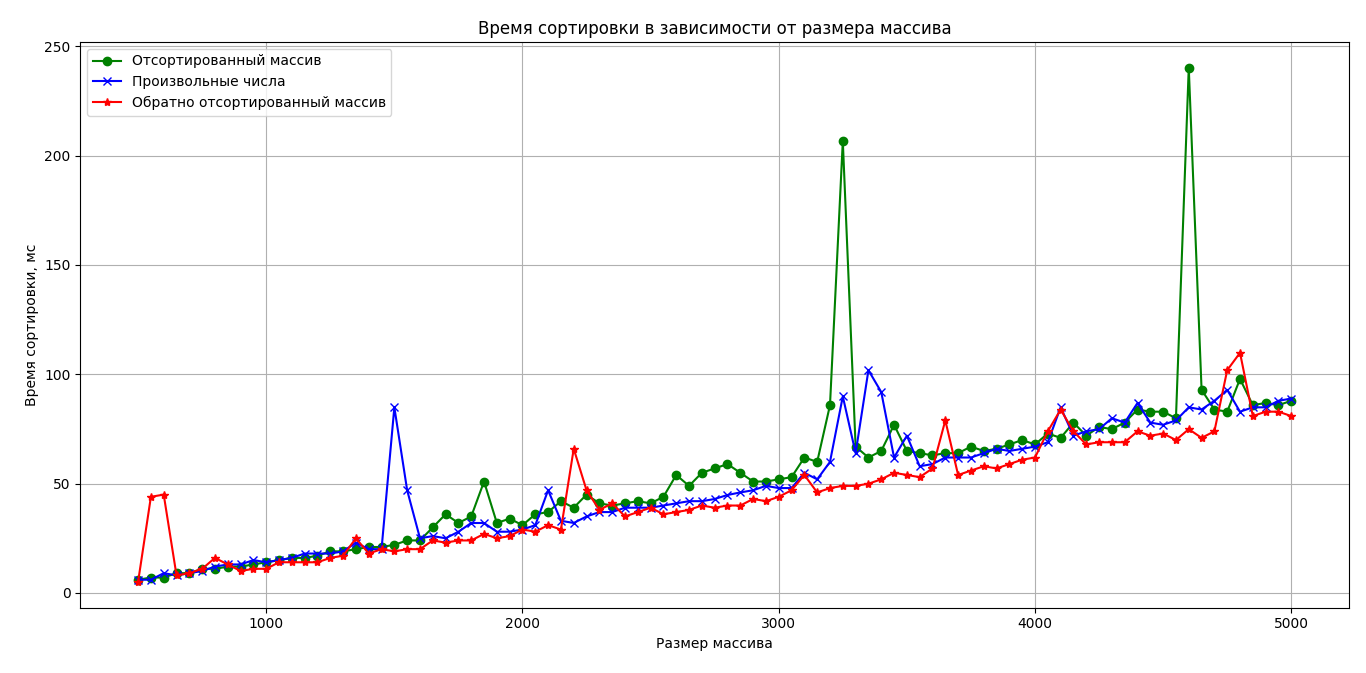 Время сортировки в зависимости от размера массива
Отсортированный массив
Произвольные числа
Обратно отсортированный массив
Время сортировки, мс
250
200
150
100
50
0
1000 2000 3000 4000 5000
Размер массива